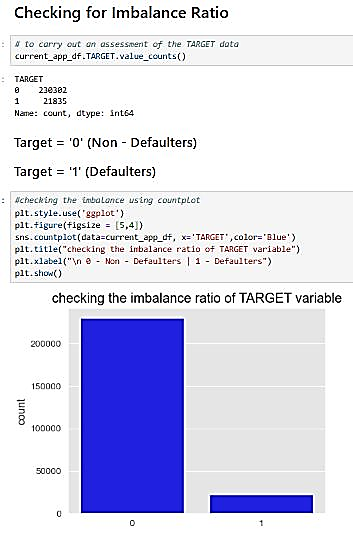 Checking for Imbalance Ratio
# to carry out an assessment of the TARGET data
current_app_df.TARGET.value_counts()
TARGET
0 230302
1 21835
Name: count, dtype: int64
Target = '0' (Non - Defaulters)
Target = '1' (Defaulters)
#checking the imbalance using countplot
plt.style.use('ggplot')
plt.figure(figsize = [5,4])
sns.countplot(data=current_app_df, x='TARGET',color='Blue')
plt.title("checking the imbalance ratio of TARGET variable")
plt.xlabel("\n 0 - Non - Defaulters | 1 - Defaulters")
plt.show()
checking the imbalance ratio of TARGET variable
200000
150000
100000
50000
0
count
0 1